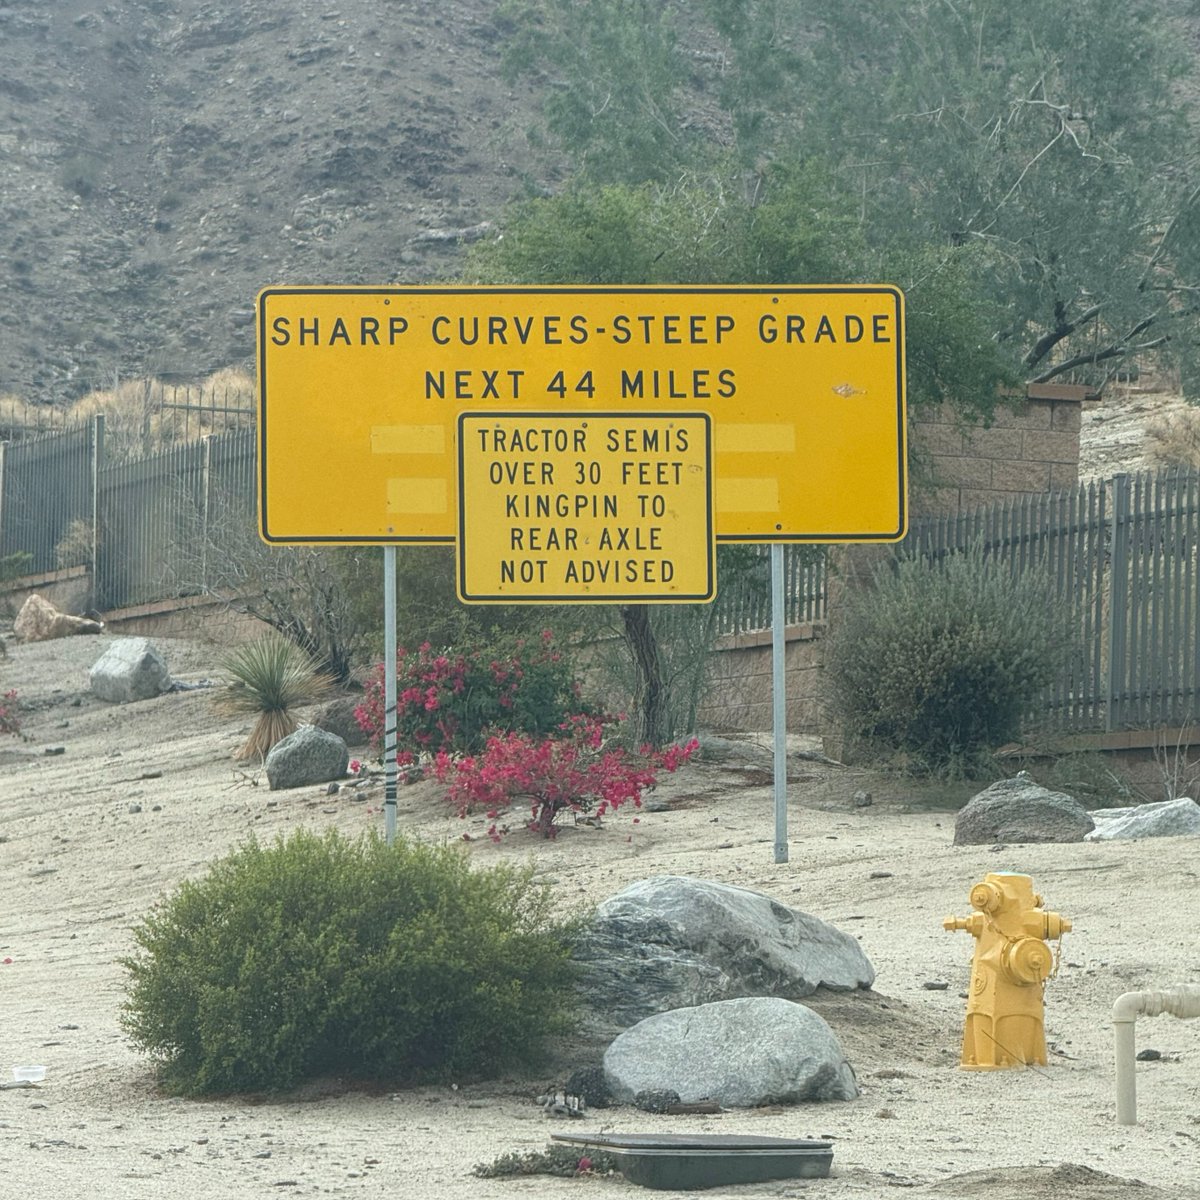 SHARP CURVES-STEEP GRADE
NEXT 44 MILES
TRACTOR SEMIS
OVER 30 FEET
KINGPIN TO
REAR AXLE
NOT ADVISED